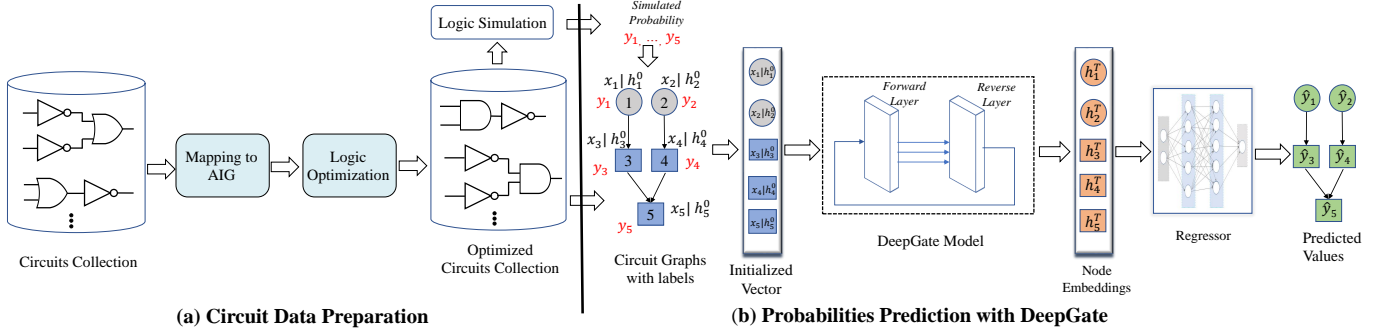 Circuits Collection
Mapping to
AIG
Logic
Optimization
Logic Simulation
Optimized
Circuits Collection
(a) Circuit Data Preparation
Simulated
Probability
y₁, ..., y₅
x₁| h₁⁰
x₂| h₂⁰
y₁
1
2
y₂
x₃| h₃⁰
x₄| h₄⁰
3
4
y₃
y₄
5
x₅| h₅⁰
y₅
Circuit Graphs
with labels
x₁|h₁⁰
x₂|h₂⁰
x₃|h₃⁰
x₄|h₄⁰
x₅|h₅⁰
Initialized
Vector
Forward
Layer
Reverse
Layer
DeepGate Model
h₁ᵀ
h₂ᵀ
h₃ᵀ
h₄ᵀ
h₅ᵀ
Node
Embeddings
Regressor
ŷ₁
ŷ₂
ŷ₃
ŷ₄
ŷ₅
Predicted
Values
(b) Probabilities Prediction with DeepGate